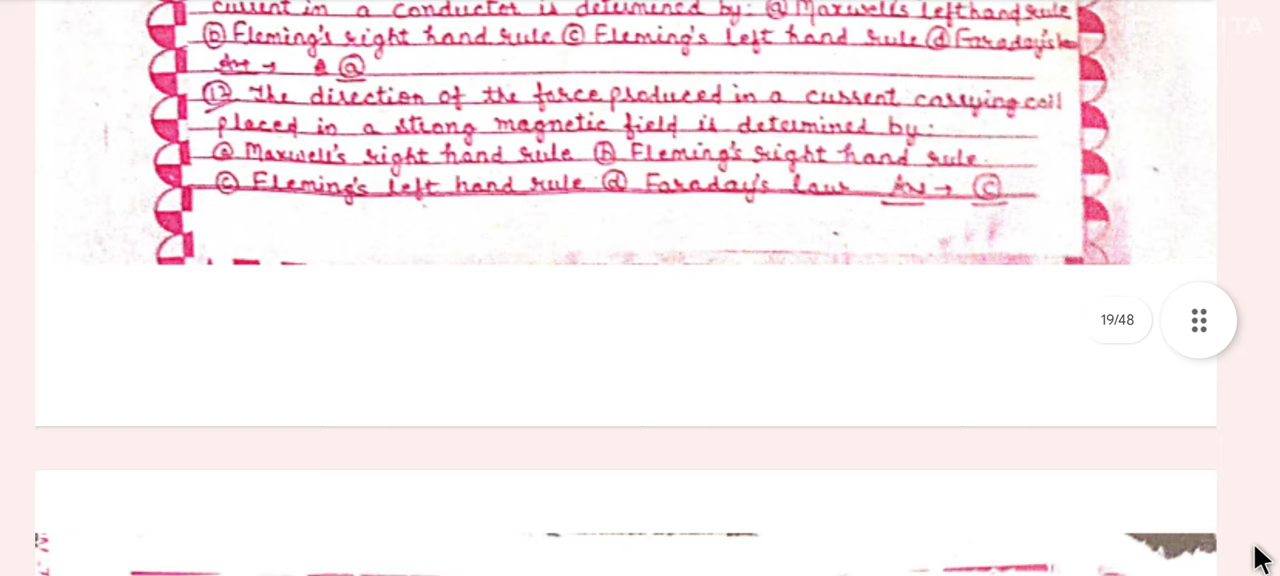 current in a conductor is determined by: ⓐ Maxwell's left hand rule
ⓑ Fleming's right hand rule ⓒ Fleming's left hand rule ⓓ Faraday's law
Ans → ⓐ
⑫ The direction of the force produced in a current carrying coil
placed in a strong magnetic field is determined by:
ⓐ Maxwell's right hand rule ⓑ Fleming's right hand rule.
ⓒ Fleming's left hand rule ⓓ Faraday's law Ans → ⓒ
19/48